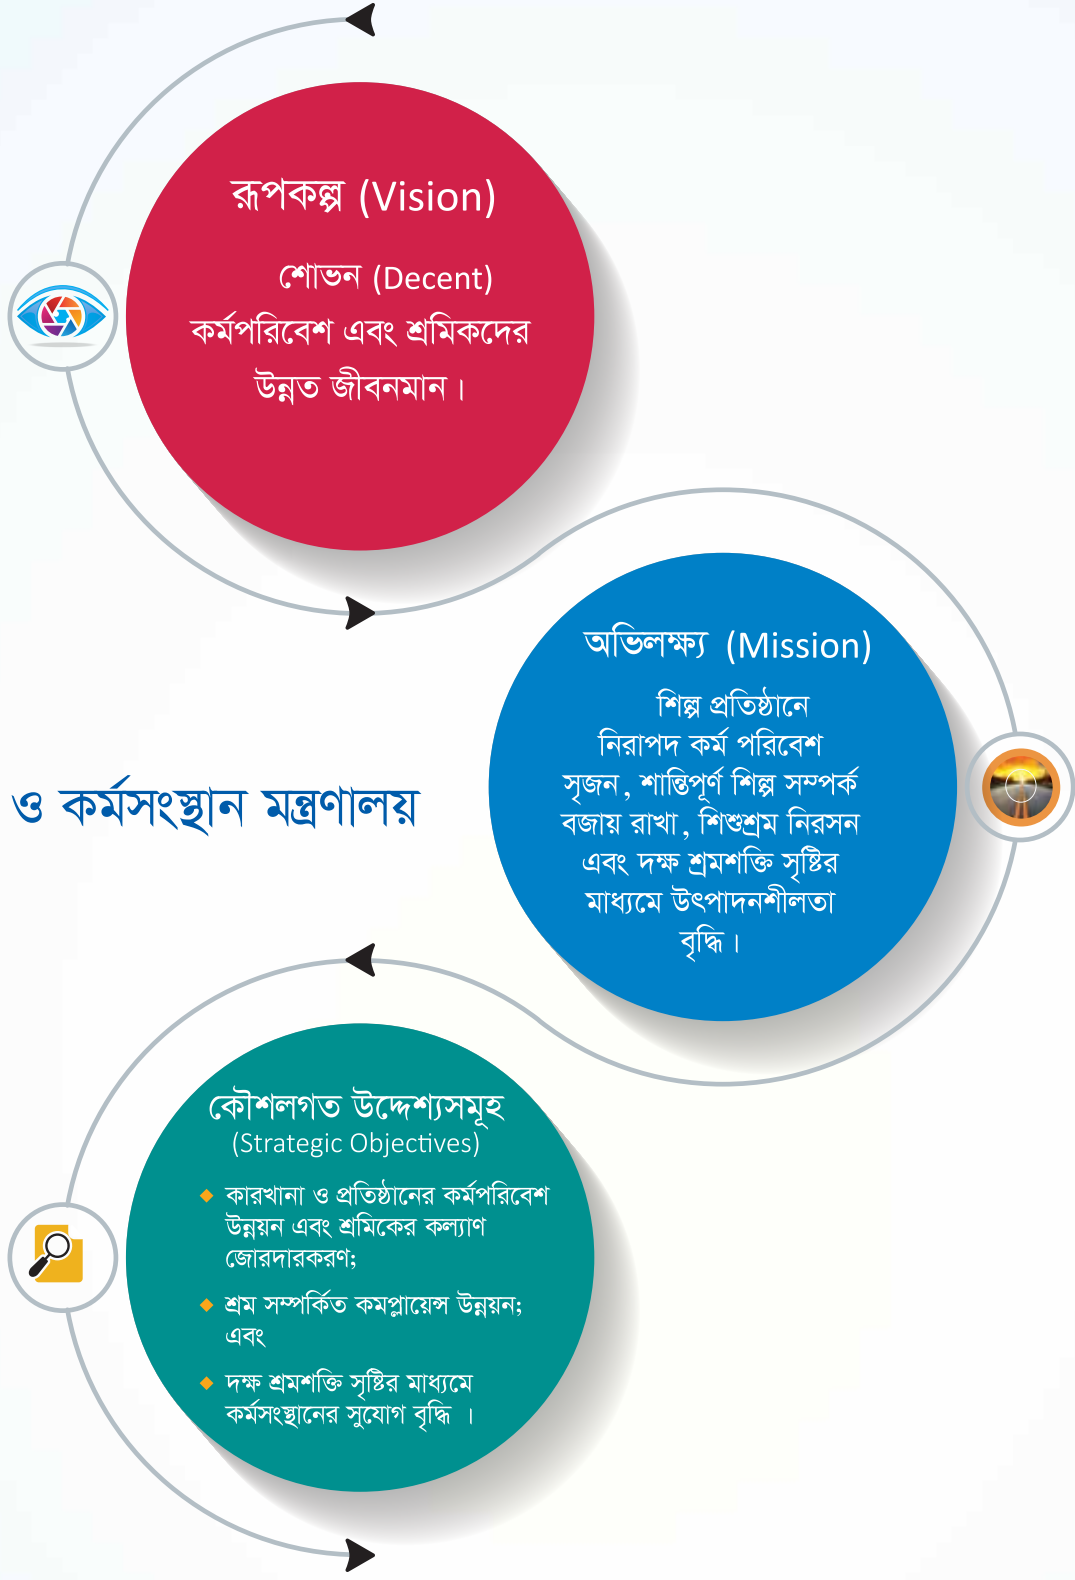 রূপকল্প (Vision)
শোভন (Decent)
কর্মপরিবেশ এবং শ্রমিকদের
উন্নত জীবনমান।
অভিলক্ষ্য (Mission)
শিল্প প্রতিষ্ঠানে
নিরাপদ কর্ম পরিবেশ
সৃজন, শান্তিপূর্ণ শিল্প সম্পর্ক
বজায় রাখা, শিশুশ্রম নিরসন
এবং দক্ষ শ্রমশক্তি সৃষ্টির
মাধ্যমে উৎপাদনশীলতা
বৃদ্ধি।
ও কর্মসংস্থান মন্ত্রণালয়
কৌশলগত উদ্দেশ্যসমূহ
(Strategic Objectives)
কারখানা ও প্রতিষ্ঠানের কর্মপরিবেশ
উন্নয়ন এবং শ্রমিকের কল্যাণ
জোরদারকরণ;
শ্রম সম্পর্কিত কমপ্লায়েন্স উন্নয়ন;
এবং
দক্ষ শ্রমশক্তি সৃষ্টির মাধ্যমে
কর্মসংস্থানের সুযোগ বৃদ্ধি ।